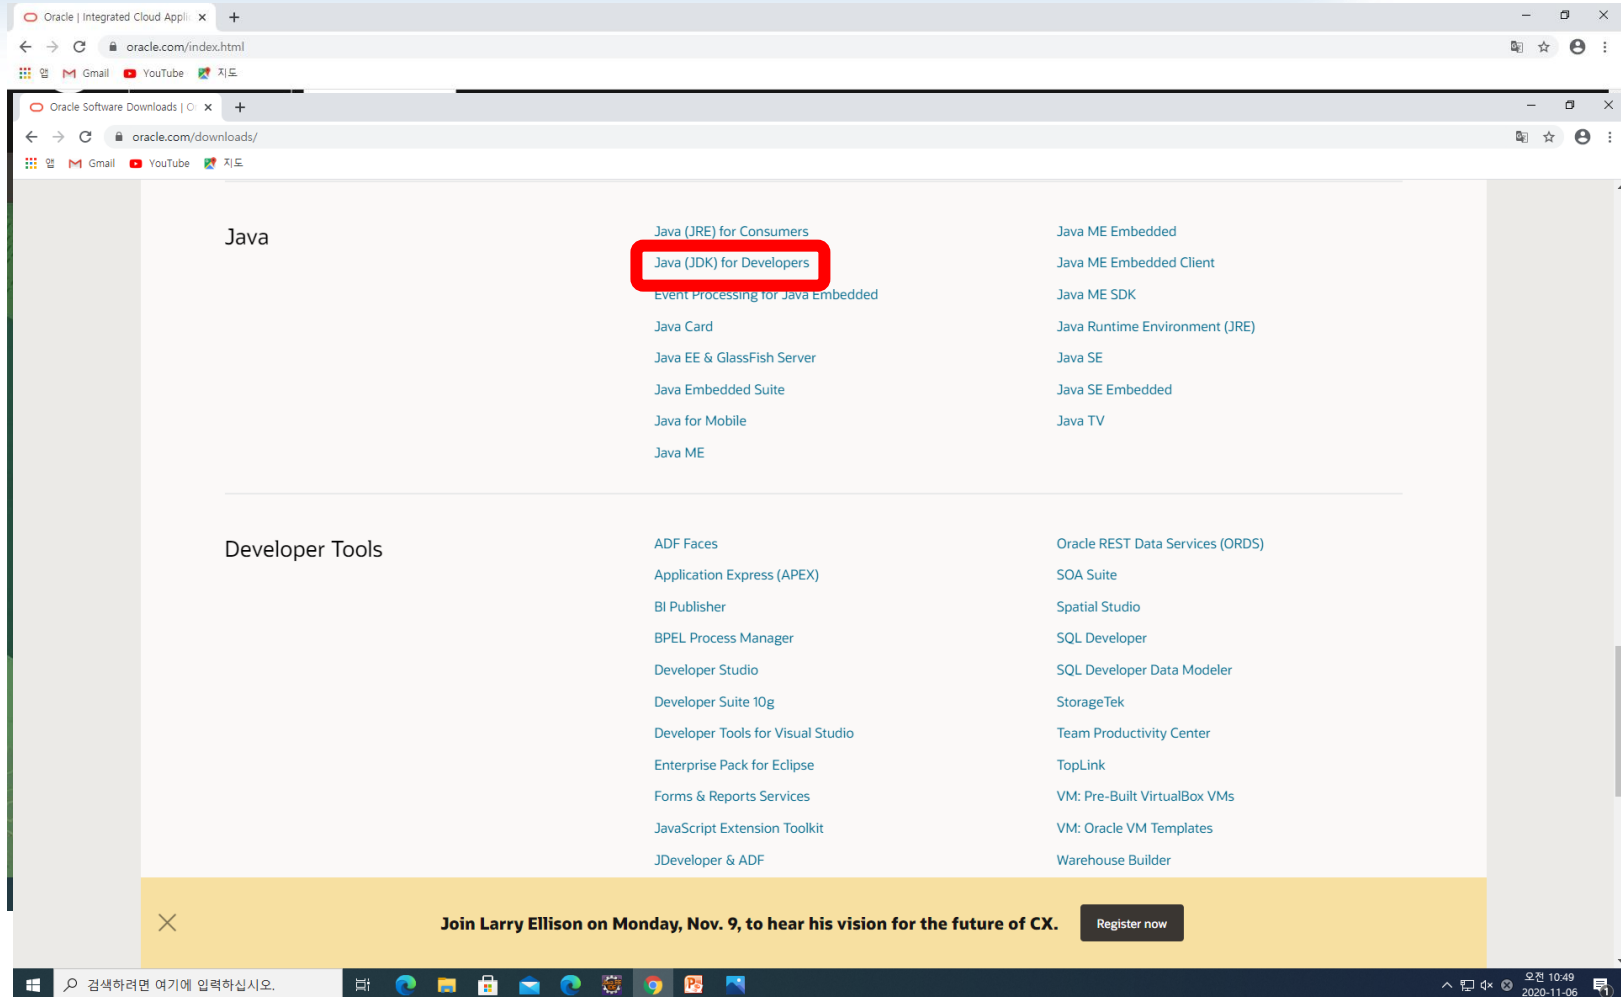 Oracle | Integrated Cloud Appli
oracle.com/index.html
앱 Gmail YouTube 지도
Oracle Software Downloads | O
oracle.com/downloads/
앱 Gmail YouTube 지도
Java
Java (JRE) for Consumers
Java (JDK) for Developers
Event Processing for Java Embedded
Java Card
Java EE & GlassFish Server
Java Embedded Suite
Java for Mobile
Java ME
Java ME Embedded
Java ME Embedded Client
Java ME SDK
Java Runtime Environment (JRE)
Java SE
Java SE Embedded
Java TV
Developer Tools
ADF Faces
Application Express (APEX)
BI Publisher
BPEL Process Manager
Developer Studio
Developer Suite 10g
Developer Tools for Visual Studio
Enterprise Pack for Eclipse
Forms & Reports Services
JavaScript Extension Toolkit
JDeveloper & ADF
Oracle REST Data Services (ORDS)
SOA Suite
Spatial Studio
SQL Developer
SQL Developer Data Modeler
StorageTek
Team Productivity Center
TopLink
VM: Pre-Built VirtualBox VMs
VM: Oracle VM Templates
Warehouse Builder
Join Larry Ellison on Monday, Nov. 9, to hear his vision for the future of CX.
Register now
검색하려면 여기에 입력하십시오.
오전 10:49
2020-11-06